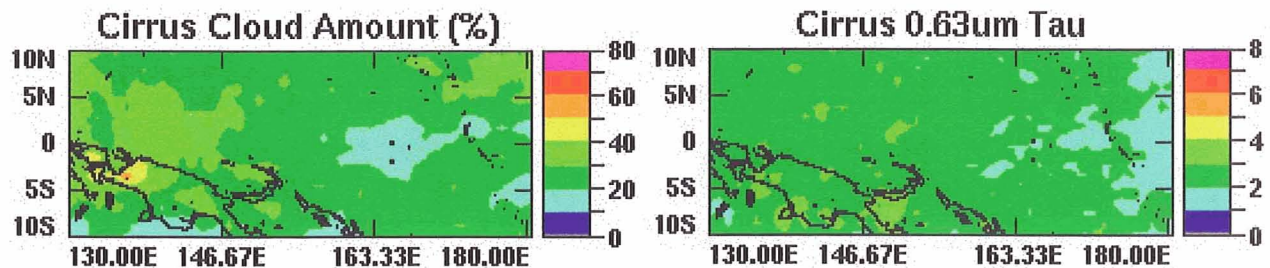 Cirrus Cloud Amount (%)
10N
5N
0
5S
10S
130.00E 146.67E 163.33E 180.00E
80
60
40
20
0
Cirrus 0.63um Tau
10N
5N
0
5S
10S
130.00E 146.67E 163.33E 180.00E
8
6
4
2
0